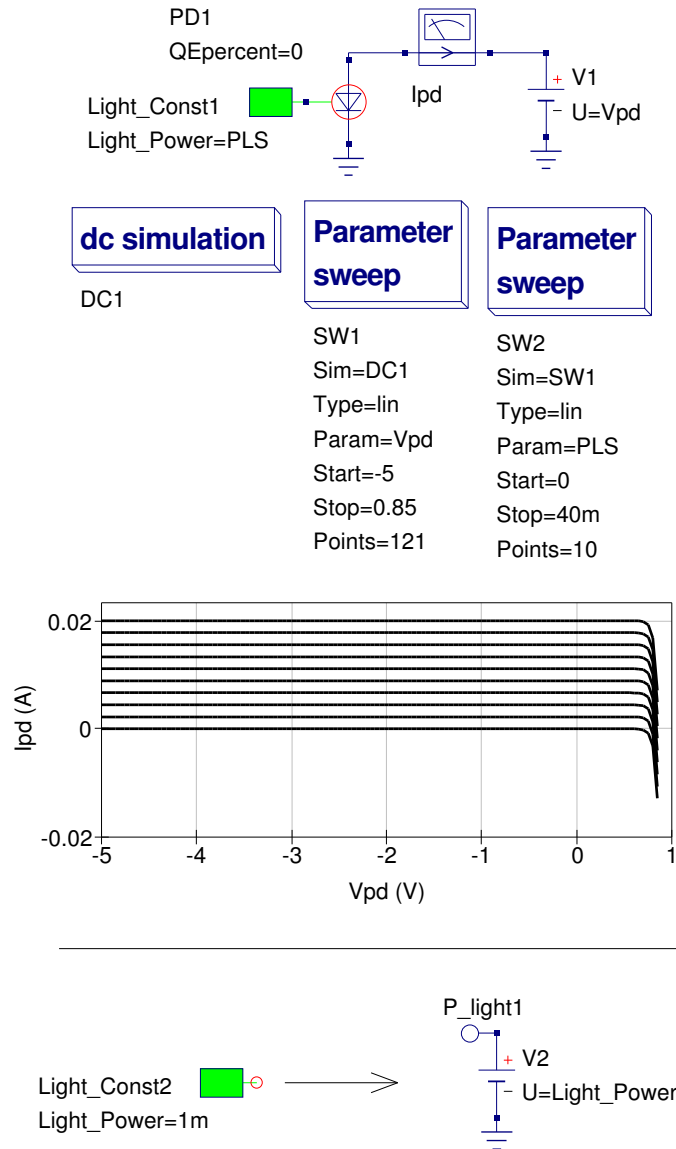 PD1
QEpercent=0
Light_Const1
Light_Power=PLS
Ipd
+ V1
− U=Vpd
dc simulation
DC1
Parameter
sweep
SW1
Sim=DC1
Type=lin
Param=Vpd
Start=-5
Stop=0.85
Points=121
Parameter
sweep
SW2
Sim=SW1
Type=lin
Param=PLS
Start=0
Stop=40m
Points=10
0.02
0
-0.02
Ipd (A)
-5 -4 -3 -2 -1 0 1
Vpd (V)
Light_Const2
Light_Power=1m
P_light1
+ V2
− U=Light_Power